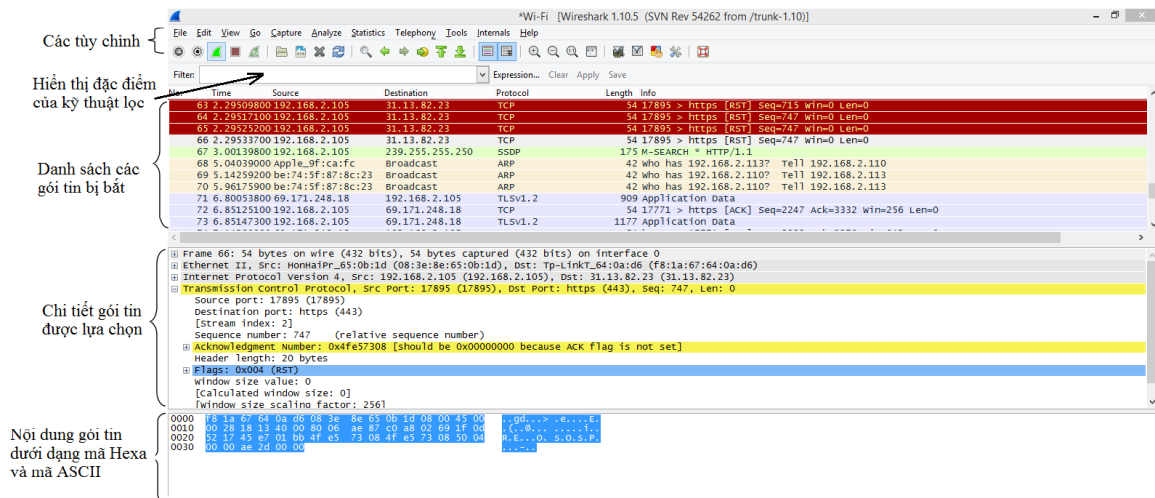 *Wi-Fi [Wireshark 1.10.5 (SVN Rev 54262 from /trunk-1.10)]
File Edit View Go Capture Analyze Statistics Telephony Tools Internals Help
Các tùy chỉnh
Filter: Expression... Clear Apply Save
Hiển thị đặc điểm
của kỹ thuật lọc
No. Time Source Destination Protocol Length Info
63 2.29509800 192.168.2.105 31.13.82.23 TCP 54 17895 > https [RST] Seq=715 Win=0 Len=0
64 2.29517100 192.168.2.105 31.13.82.23 TCP 54 17895 > https [RST] Seq=747 Win=0 Len=0
65 2.29525200 192.168.2.105 31.13.82.23 TCP 54 17895 > https [RST] Seq=747 Win=0 Len=0
66 2.29533700 192.168.2.105 31.13.82.23 TCP 54 17895 > https [RST] Seq=747 Win=0 Len=0
67 3.00139800 192.168.2.105 239.255.255.250 SSDP 175 M-SEARCH * HTTP/1.1
68 5.04039000 Apple_9f:ca:fc Broadcast ARP 42 Who has 192.168.2.113? Tell 192.168.2.110
69 5.14259200 be:74:5f:87:8c:23 Broadcast ARP 42 Who has 192.168.2.110? Tell 192.168.2.113
70 5.96175900 be:74:5f:87:8c:23 Broadcast ARP 42 Who has 192.168.2.110? Tell 192.168.2.113
71 6.80053800 69.171.248.18 192.168.2.105 TLSv1.2 909 Application Data
72 6.85125100 192.168.2.105 69.171.248.18 TCP 54 17771 > https [ACK] Seq=2247 Ack=3332 Win=256 Len=0
73 6.85147300 192.168.2.105 69.171.248.18 TLSv1.2 1177 Application Data
Danh sách các
gói tin bị bắt
Frame 66: 54 bytes on wire (432 bits), 54 bytes captured (432 bits) on interface 0
Ethernet II, Src: HonHaiPr_65:0b:1d (08:3e:8e:65:0b:1d), Dst: Tp-LinkT_64:0a:d6 (f8:1a:67:64:0a:d6)
Internet Protocol Version 4, Src: 192.168.2.105 (192.168.2.105), Dst: 31.13.82.23 (31.13.82.23)
Transmission Control Protocol, Src Port: 17895 (17895), Dst Port: https (443), Seq: 747, Len: 0
Source port: 17895 (17895)
Destination port: https (443)
[Stream index: 2]
Sequence number: 747 (relative sequence number)
Acknowledgment Number: 0x4fe57308 [should be 0x00000000 because ACK flag is not set]
Header length: 20 bytes
Flags: 0x004 (RST)
Window size value: 0
[Calculated window size: 0]
[Window size scaling factor: 256]
Chi tiết gói tin
được lựa chọn
0000 f8 1a 67 64 0a d6 08 3e 8e 65 0b 1d 08 00 45 00 ..gd...> .e....E.
0010 00 28 18 13 40 00 80 06 ae 87 c0 a8 02 69 1f 0d .(..@... .....i..
0020 52 17 45 e7 01 bb 4f e5 73 08 4f e5 73 08 50 04 R.E...O. s.O.s.P.
0030 00 00 ae 2d 00 00 ...-..
Nội dung gói tin
dưới dạng mã Hexa
và mã ASCII